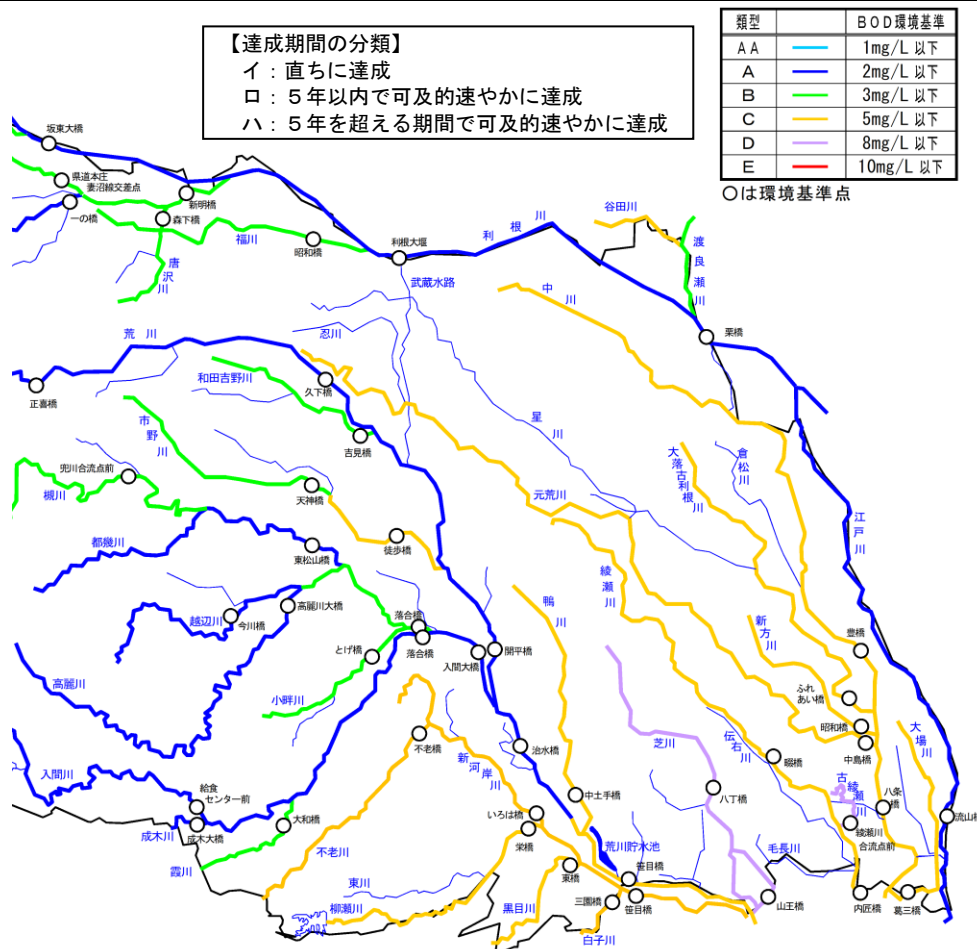 【達成期間の分類】
イ：直ちに達成
ロ：５年以内で可及的速やかに達成
ハ：５年を超える期間で可及的速やかに達成
類型 BOD環境基準
AA 1mg/L 以下
A 2mg/L 以下
B 3mg/L 以下
C 5mg/L 以下
D 8mg/L 以下
E 10mg/L 以下
○は環境基準点
坂東大橋
県道本庄
妻沼線交差点
一の橋
新明橋
森下橋
唐沢川
福川
昭和橋
利根大堰
利根川
谷田川
渡良瀬川
武蔵水路
中川
栗橋
荒川
忍川
和田吉野川
久下橋
正喜橋
市野川
吉見橋
星川
大落古利根川
倉松川
兜川合流点前
槻川
天神橋
元荒川
江戸川
都幾川
東松山橋
徒歩橋
綾瀬川
鴨川
越辺川
今川橋
高麗川大橋
落合橋
落合橋
とげ橋
入間大橋
開平橋
新方川
豊橋
高麗川
小畔川
ふれ
あい橋
昭和橋
中島橋
大場川
入間川
不老橋
新河岸川
治水橋
芝川
伝右川
畷橋
古綾瀬川
給食
センター前
成木川
成木大橋
大和橋
いろは橋
栄橋
中土手橋
八丁橋
八条橋
綾瀬川
合流点前
流山橋
霞川
不老川
東川
柳瀬川
黒目川
東橋
荒川貯水池
笹目橋
笹目橋
三園橋
白子川
毛長川
山王橋
内匠橋
葛三橋